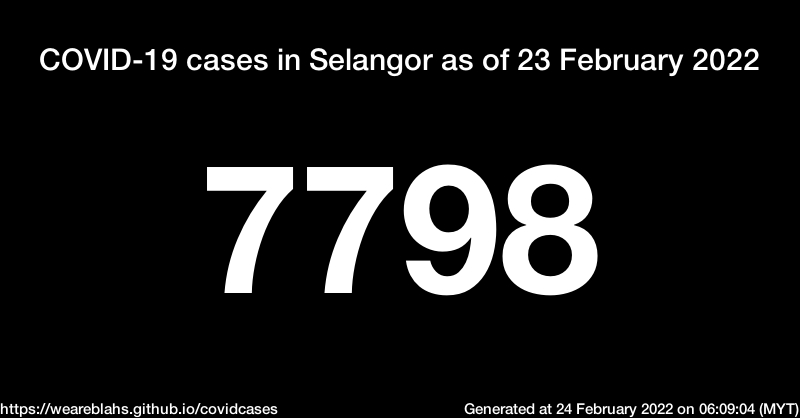 COVID-19 cases in Selangor as of 23 February 2022
7798
https://weareblahs.github.io/covidcases
Generated at 24 February 2022 on 06:09:04 (MYT)